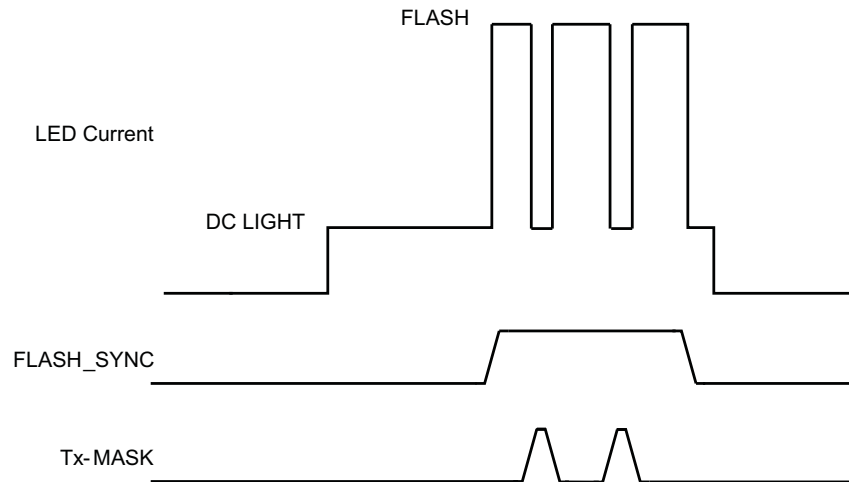 FLASH
LED Current
DC LIGHT
FLASH_SYNC
Tx-MASK